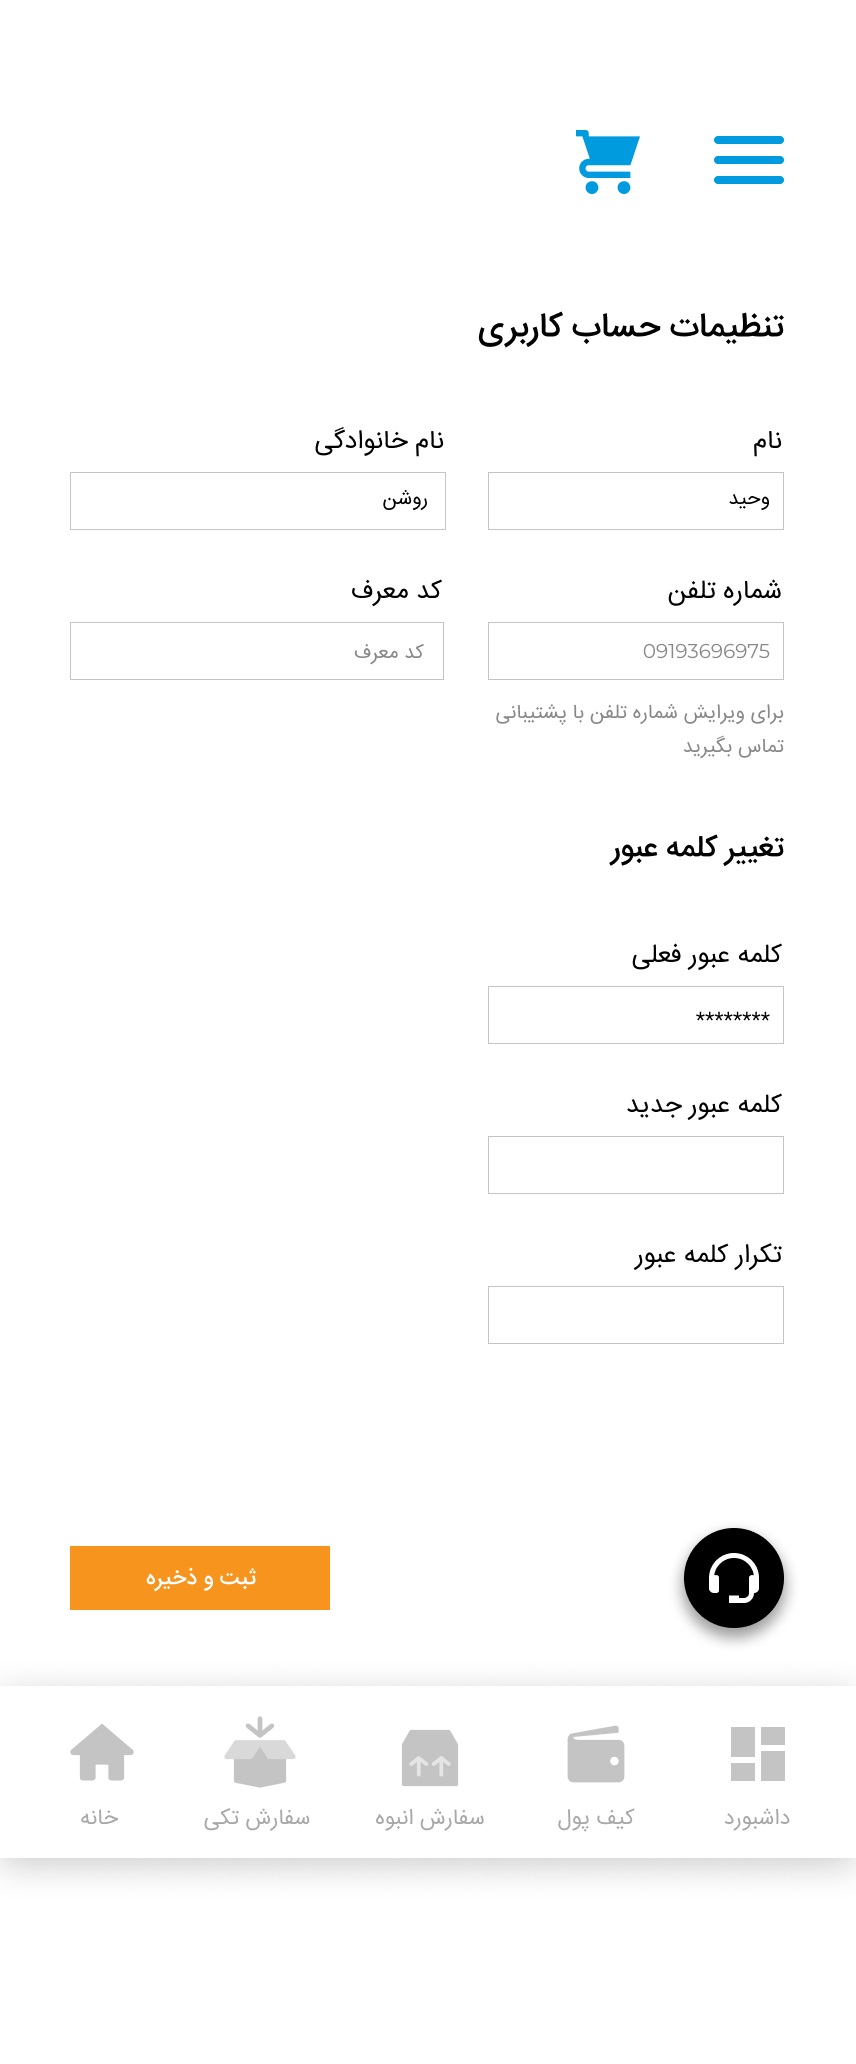 تنظیمات حساب کاربری
نام
نام خانوادگی
وحید
روشن
شماره تلفن
کد معرف
09193696975
کد معرف
برای ویرایش شماره تلفن با پشتیبانی
تماس بگیرید
تغییر کلمه عبور
کلمه عبور فعلی
********
کلمه عبور جدید
تکرار کلمه عبور
ثبت و ذخیره
داشبورد
کیف پول
سفارش انبوه
سفارش تکی
خانه